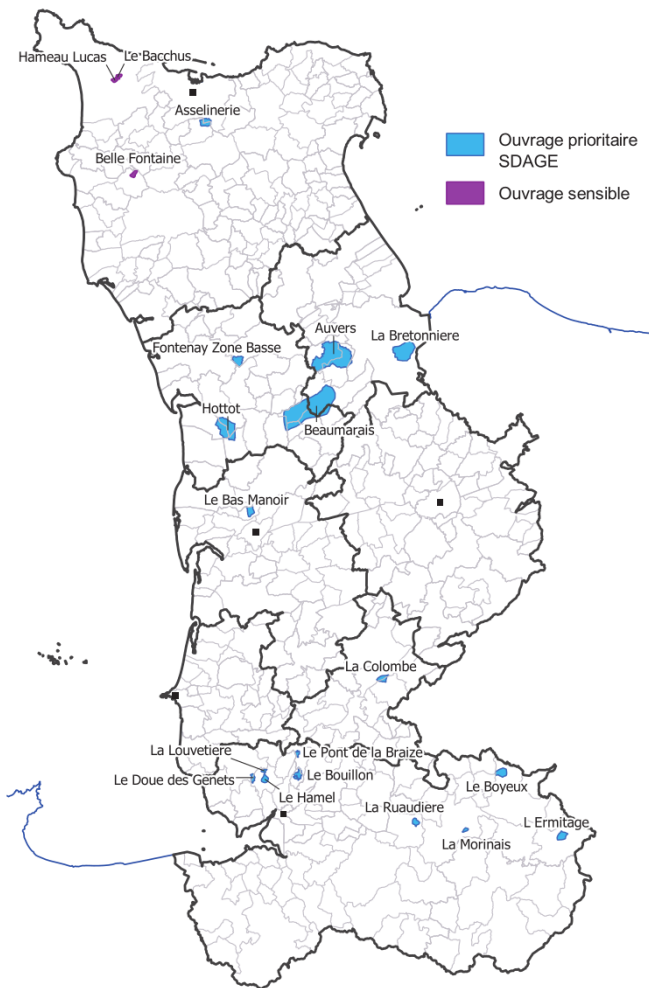 Hameau Lucas
Le Bacchus
Asselinerie
Belle Fontaine
Ouvrage prioritaire
SDAGE
Ouvrage sensible
Auvers
La Bretonniere
Fontenay Zone Basse
Hottot
Beaumarais
Le Bas Manoir
La Colombe
La Louvetiere
Le Pont de la Braize
Le Doue des Genets
Le Bouillon
Le Hamel
La Ruaudiere
Le Boyeux
La Morinais
L Ermitage